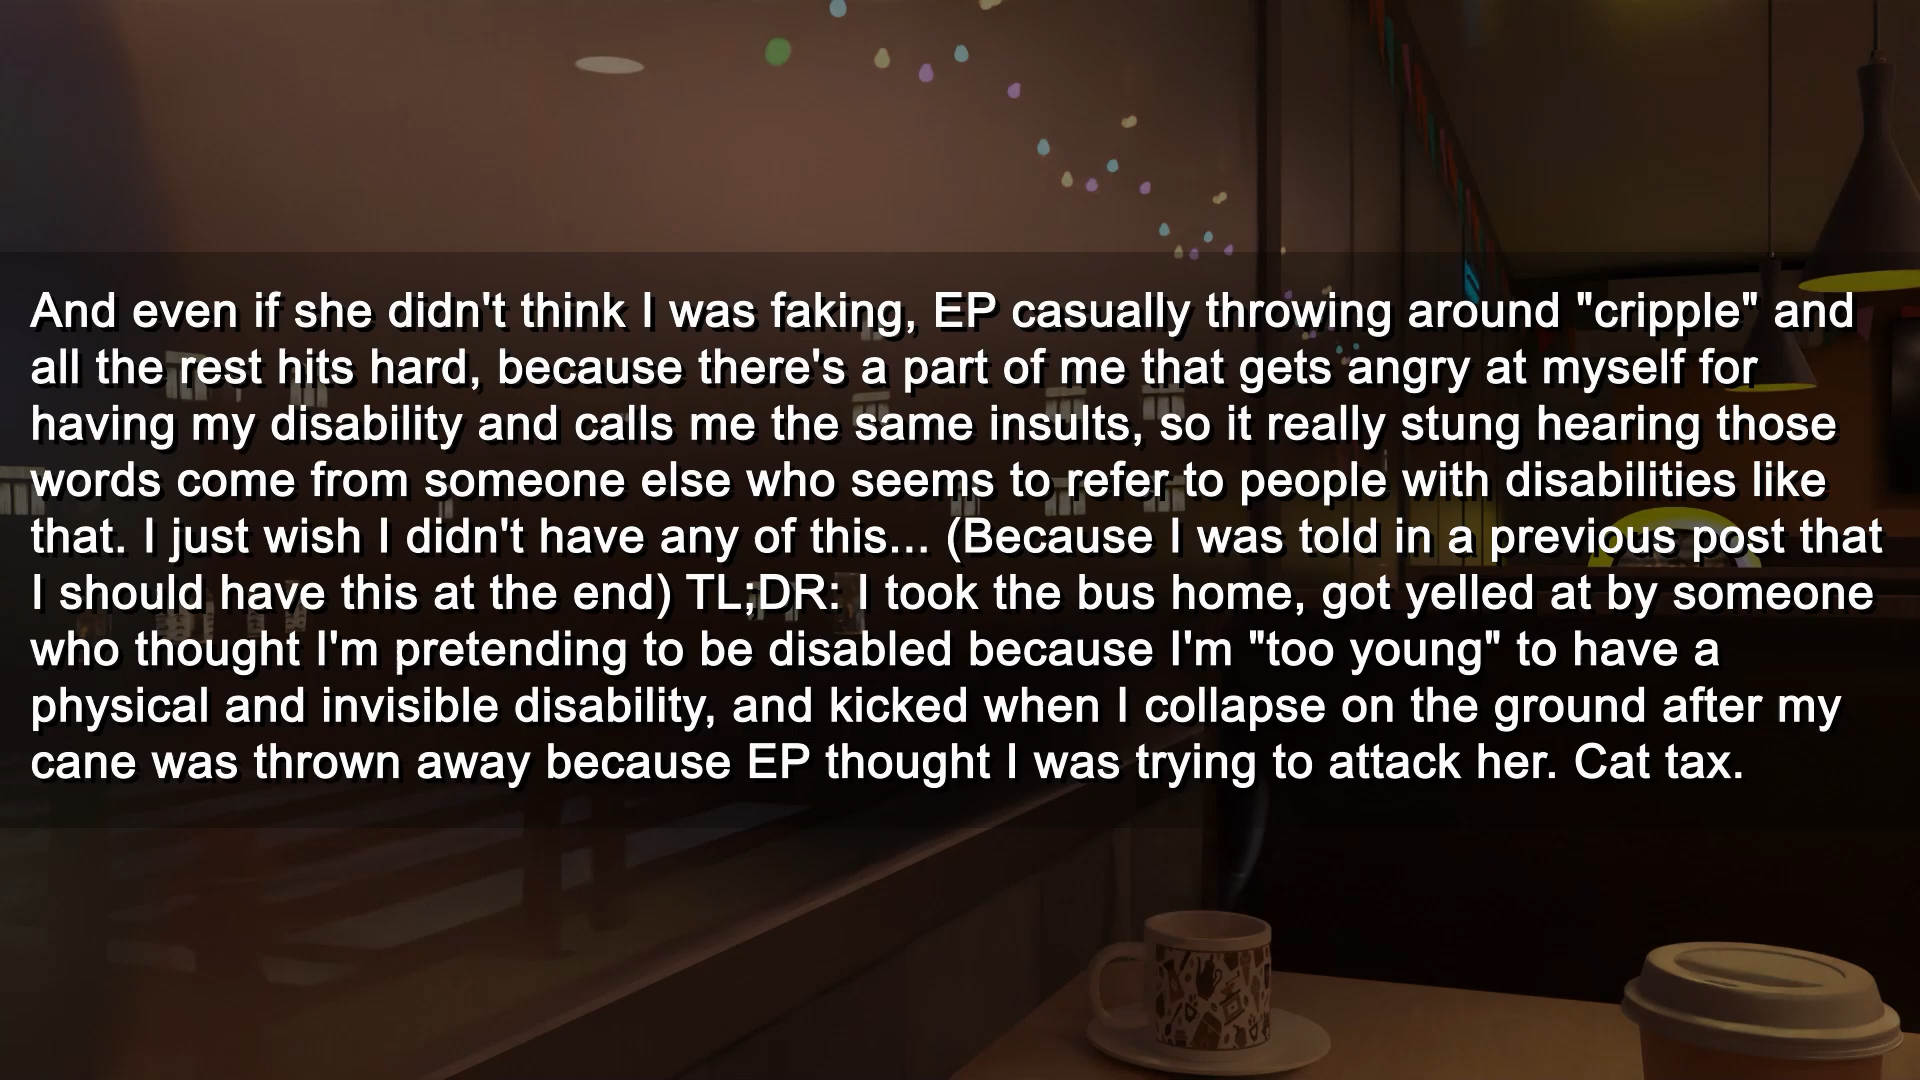 And even if she didn't think I was faking, EP casually throwing around "cripple" and
all the rest hits hard, because there's a part of me that gets angry at myself for
having my disability and calls me the same insults, so it really stung hearing those
words come from someone else who seems to refer to people with disabilities like
that. I just wish I didn't have any of this... (Because I was told in a previous post that
I should have this at the end) TL;DR: I took the bus home, got yelled at by someone
who thought I'm pretending to be disabled because I'm "too young" to have a
physical and invisible disability, and kicked when I collapse on the ground after my
cane was thrown away because EP thought I was trying to attack her. Cat tax.